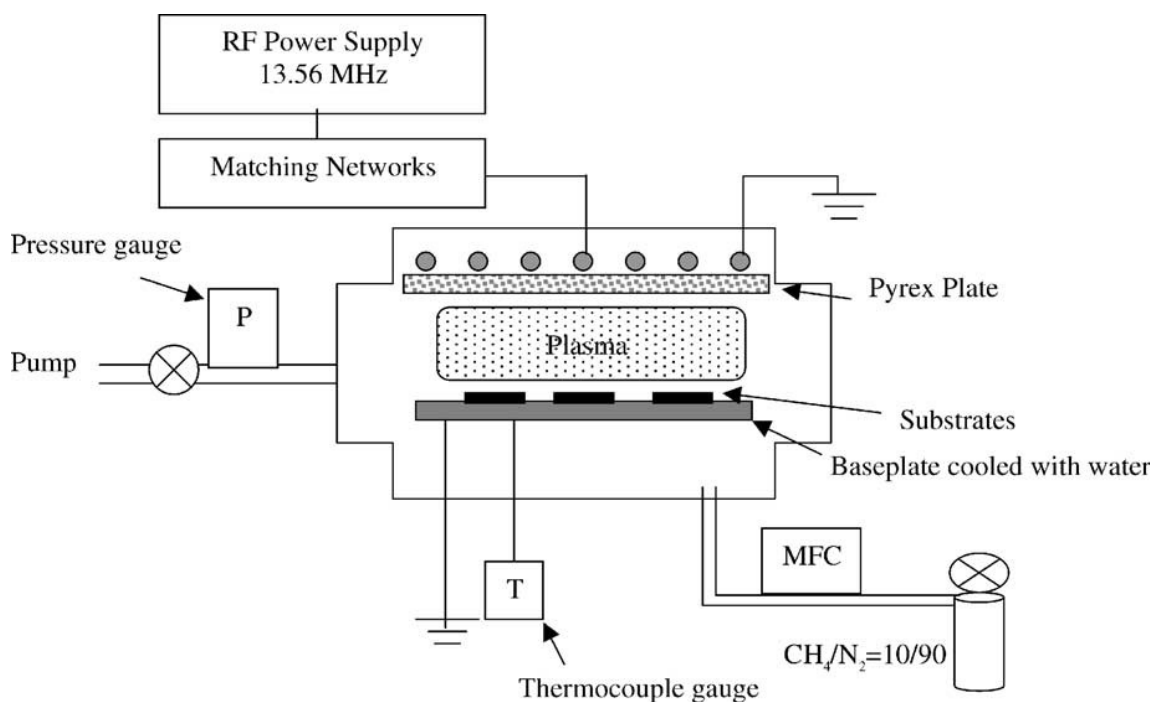 RF Power Supply
13.56 MHz
Matching Networks
Pressure gauge
P
Pyrex Plate
Pump
Plasma
Substrates
Baseplate cooled with water
MFC
T
CH₄/N₂=10/90
Thermocouple gauge